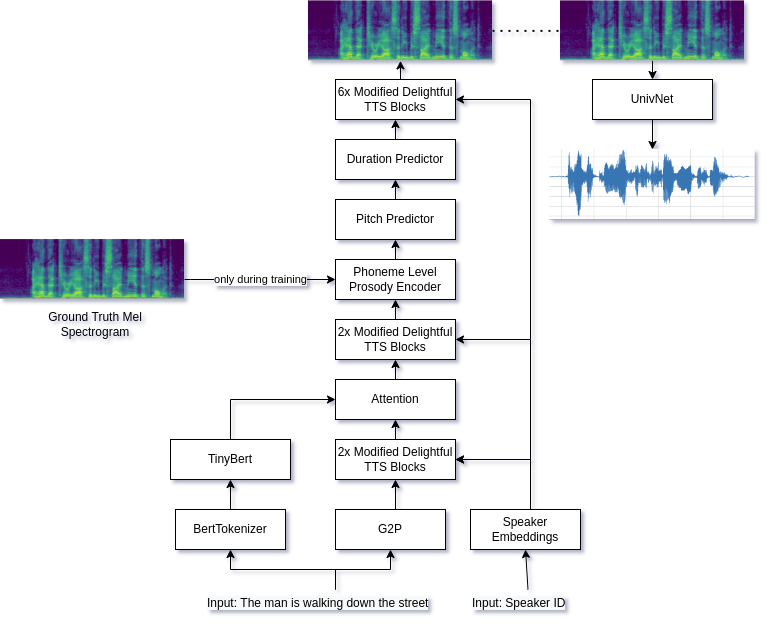 6x Modified Delightful
TTS Blocks
UnivNet
Duration Predictor
Pitch Predictor
only during training
Phoneme Level
Prosody Encoder
Ground Truth Mel
Spectrogram
2x Modified Delightful
TTS Blocks
Attention
TinyBert
2x Modified Delightful
TTS Blocks
BertTokenizer
G2P
Speaker
Embeddings
Input: The man is walking down the street
Input: Speaker ID